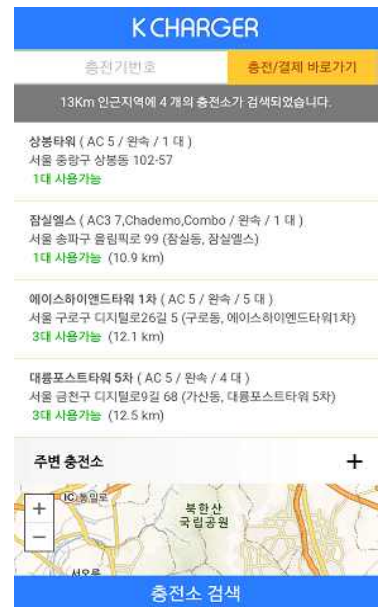 K CHARGER
충전기번호
충전/결제 바로가기
13Km 인근지역에 4 개의 충전소가 검색되었습니다.
상봉타워 ( AC 5 / 완속 / 1 대 )
서울 중랑구 상봉동 102-57
1대 사용가능
잠실엘스 ( AC3 7,Chademo,Combo / 완속 / 1 대 )
서울 송파구 올림픽로 99 (잠실동, 잠실엘스)
1대 사용가능 (10.9 km)
에이스하이앤드타워 1차 ( AC 5 / 완속 / 5 대 )
서울 구로구 디지털로26길 5 (구로동, 에이스하이엔드타워1차)
3대 사용가능 (12.1 km)
대륭포스트타워 5차 ( AC 5 / 완속 / 4 대 )
서울 금천구 디지털로9길 68 (가산동, 대륭포스트타워 5차)
3대 사용가능 (12.5 km)
주변 충전소 +
+
IC 통일로
북한산
국립공원
−
충전소 검색